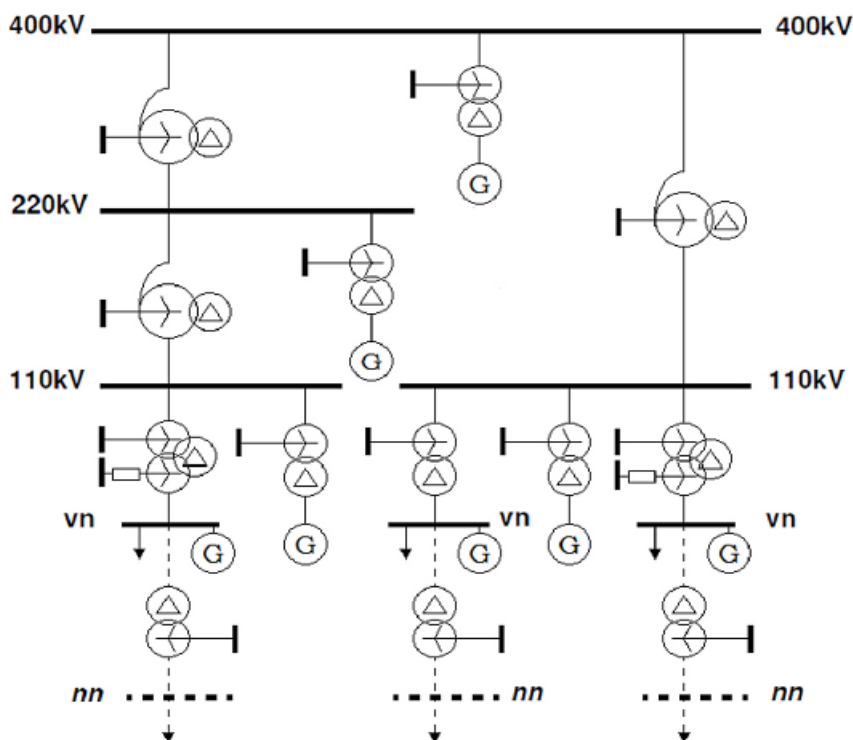 400kV 400kV
G
220kV
G
110kV 110kV
vn vn vn
G G G G G
nn nn nn